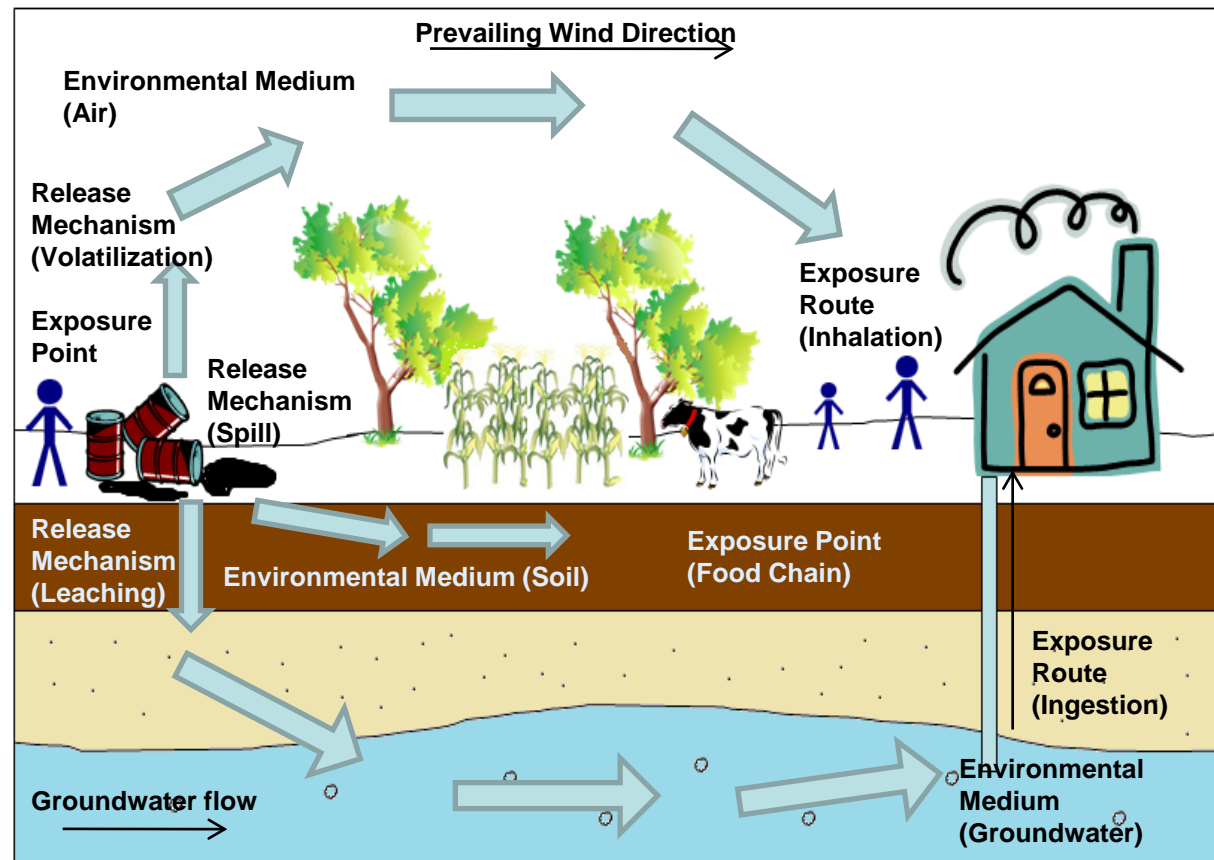 Prevailing Wind Direction
Environmental Medium
(Air)
Release
Mechanism
(Volatilization)
Exposure
Route
(Inhalation)
Exposure
Point
Release
Mechanism
(Spill)
Release
Mechanism
(Leaching)
Environmental Medium (Soil)
Exposure Point
(Food Chain)
Exposure
Route
(Ingestion)
Groundwater flow
Environmental
Medium
(Groundwater)